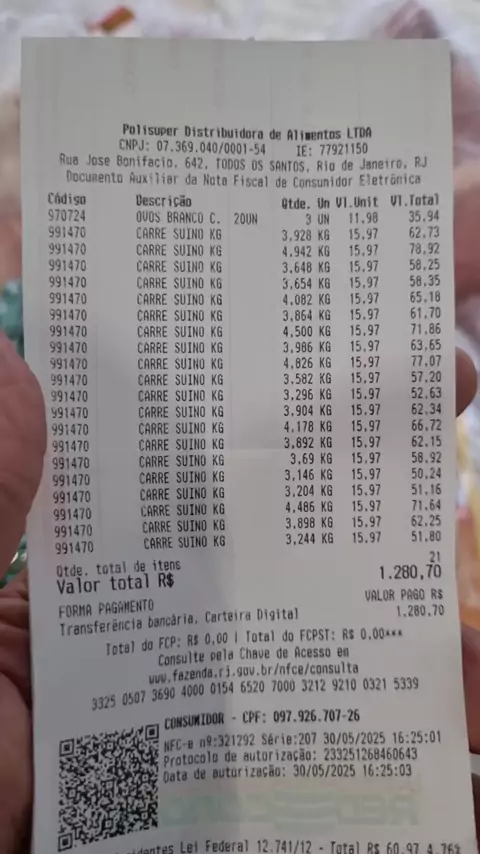 Polisuper Distribuidora de Alimentos LTDA
CNPJ: 07.369.040/0001-54 IE: 77921150
Rua Jose Bonifacio, 642, TODOS OS SANTOS, Rio de Janeiro, RJ
Documento Auxiliar da Nota Fiscal de Consumidor Eletrônica
Código Descrição Qtde. Un Vl.Unit Vl.Total
970724 OVOS BRANCO C. 20UN 3 UN 11.98 35,94
991470 CARRE SUINO KG 3,928 KG 15.97 62,73
991470 CARRE SUINO KG 4,942 KG 15.97 78,92
991470 CARRE SUINO KG 3,648 KG 15.97 58,25
991470 CARRE SUINO KG 3,654 KG 15.97 58,35
991470 CARRE SUINO KG 4,082 KG 15.97 65,18
991470 CARRE SUINO KG 3,864 KG 15.97 61,70
991470 CARRE SUINO KG 4,500 KG 15.97 71,86
991470 CARRE SUINO KG 3,986 KG 15.97 63,65
991470 CARRE SUINO KG 4,826 KG 15.97 77,07
991470 CARRE SUINO KG 3.582 KG 15.97 57,20
991470 CARRE SUINO KG 3,296 KG 15.97 52,63
991470 CARRE SUINO KG 3,904 KG 15.97 62,34
991470 CARRE SUINO KG 4,178 KG 15.97 66,72
991470 CARRE SUINO KG 3,892 KG 15.97 62,15
991470 CARRE SUINO KG 3.69 KG 15.97 58,92
991470 CARRE SUINO KG 3,146 KG 15.97 50,24
991470 CARRE SUINO KG 3,204 KG 15.97 51,16
991470 CARRE SUINO KG 4,486 KG 15.97 71,64
991470 CARRE SUINO KG 3,898 KG 15.97 62,25
991470 CARRE SUINO KG 3,244 KG 15.97 51,80
Qtde. total de itens 21
Valor total R$ 1.280,70
FORMA PAGAMENTO VALOR PAGO R$
Transferência bancária, Carteira Digital 1.280.70
Total do FCP: R$ 0,00 | Total do FCPST: R$ 0,00***
Consulte pela Chave de Acesso em
www.fazenda.rj.gov.br/nfce/consulta
3325 0507 3690 4000 0154 6520 7000 3212 9210 0321 5339
CONSUMIDOR - CPF: 097.926.707-26
NFC-e nº:321292 Série:207 30/05/2025 16:25:01
Protocolo de autorização: 233251268460643
Data de autorização: 30/05/2025 16:25:03
Lei Federal 12.741/12 - Total R$ 60,97 4.76%